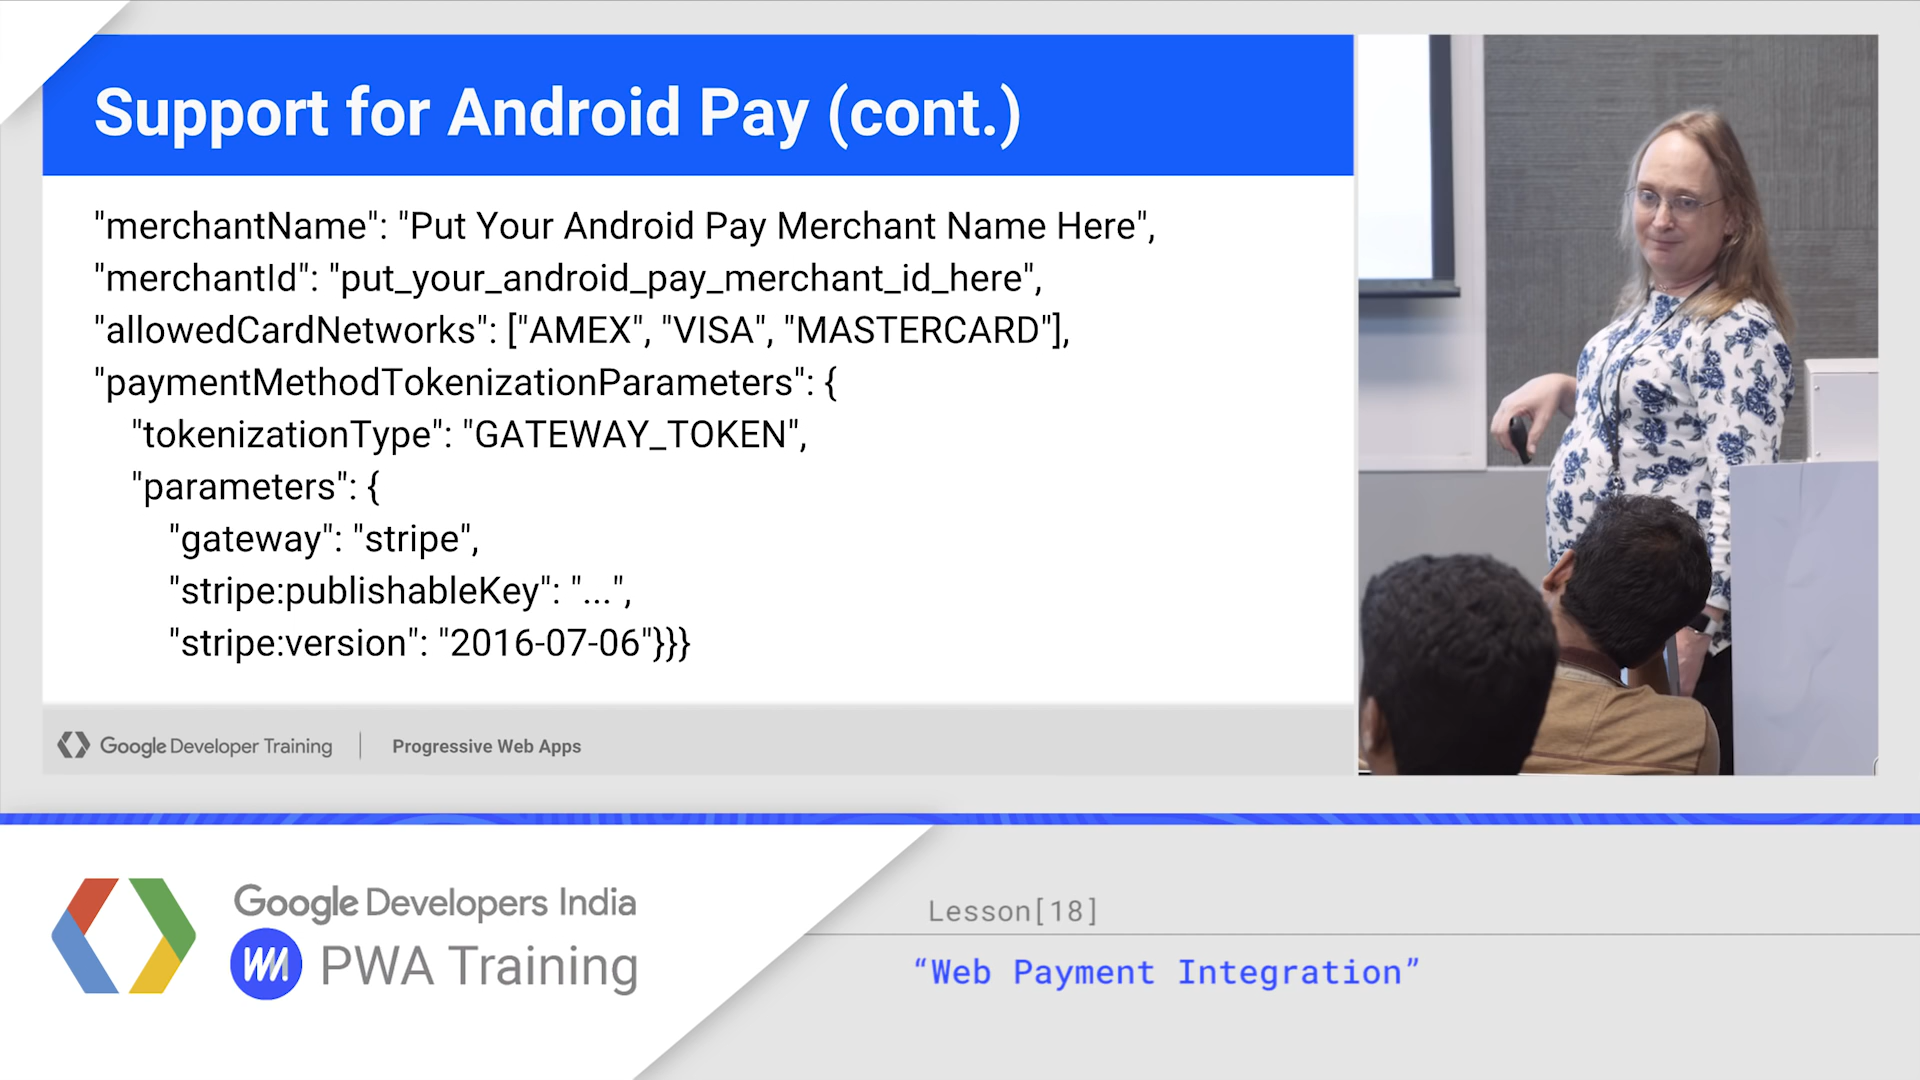 Support for Android Pay (cont.)
"merchantName": "Put Your Android Pay Merchant Name Here",
"merchantId": "put_your_android_pay_merchant_id_here",
"allowedCardNetworks": ["AMEX", "VISA", "MASTERCARD"],
"paymentMethodTokenizationParameters": {
"tokenizationType": "GATEWAY_TOKEN",
"parameters": {
"gateway": "stripe",
"stripe:publishableKey": "...",
"stripe:version": "2016-07-06"}}}
Google Developer Training | Progressive Web Apps
Google Developers India
PWA Training
Lesson[18]
“Web Payment Integration”